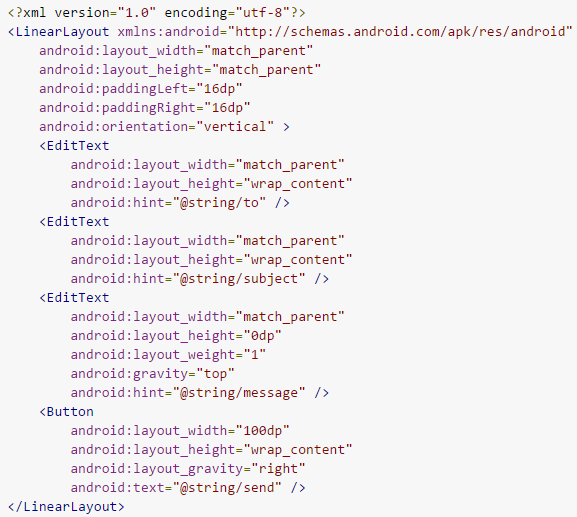 <?xml version="1.0" encoding="utf-8"?>
<LinearLayout xmlns:android="http://schemas.android.com/apk/res/android"
    android:layout_width="match_parent"
    android:layout_height="match_parent"
    android:paddingLeft="16dp"
    android:paddingRight="16dp"
    android:orientation="vertical" >
    <EditText
        android:layout_width="match_parent"
        android:layout_height="wrap_content"
        android:hint="@string/to" />
    <EditText
        android:layout_width="match_parent"
        android:layout_height="wrap_content"
        android:hint="@string/subject" />
    <EditText
        android:layout_width="match_parent"
        android:layout_height="0dp"
        android:layout_weight="1"
        android:gravity="top"
        android:hint="@string/message" />
    <Button
        android:layout_width="100dp"
        android:layout_height="wrap_content"
        android:layout_gravity="right"
        android:text="@string/send" />
</LinearLayout>